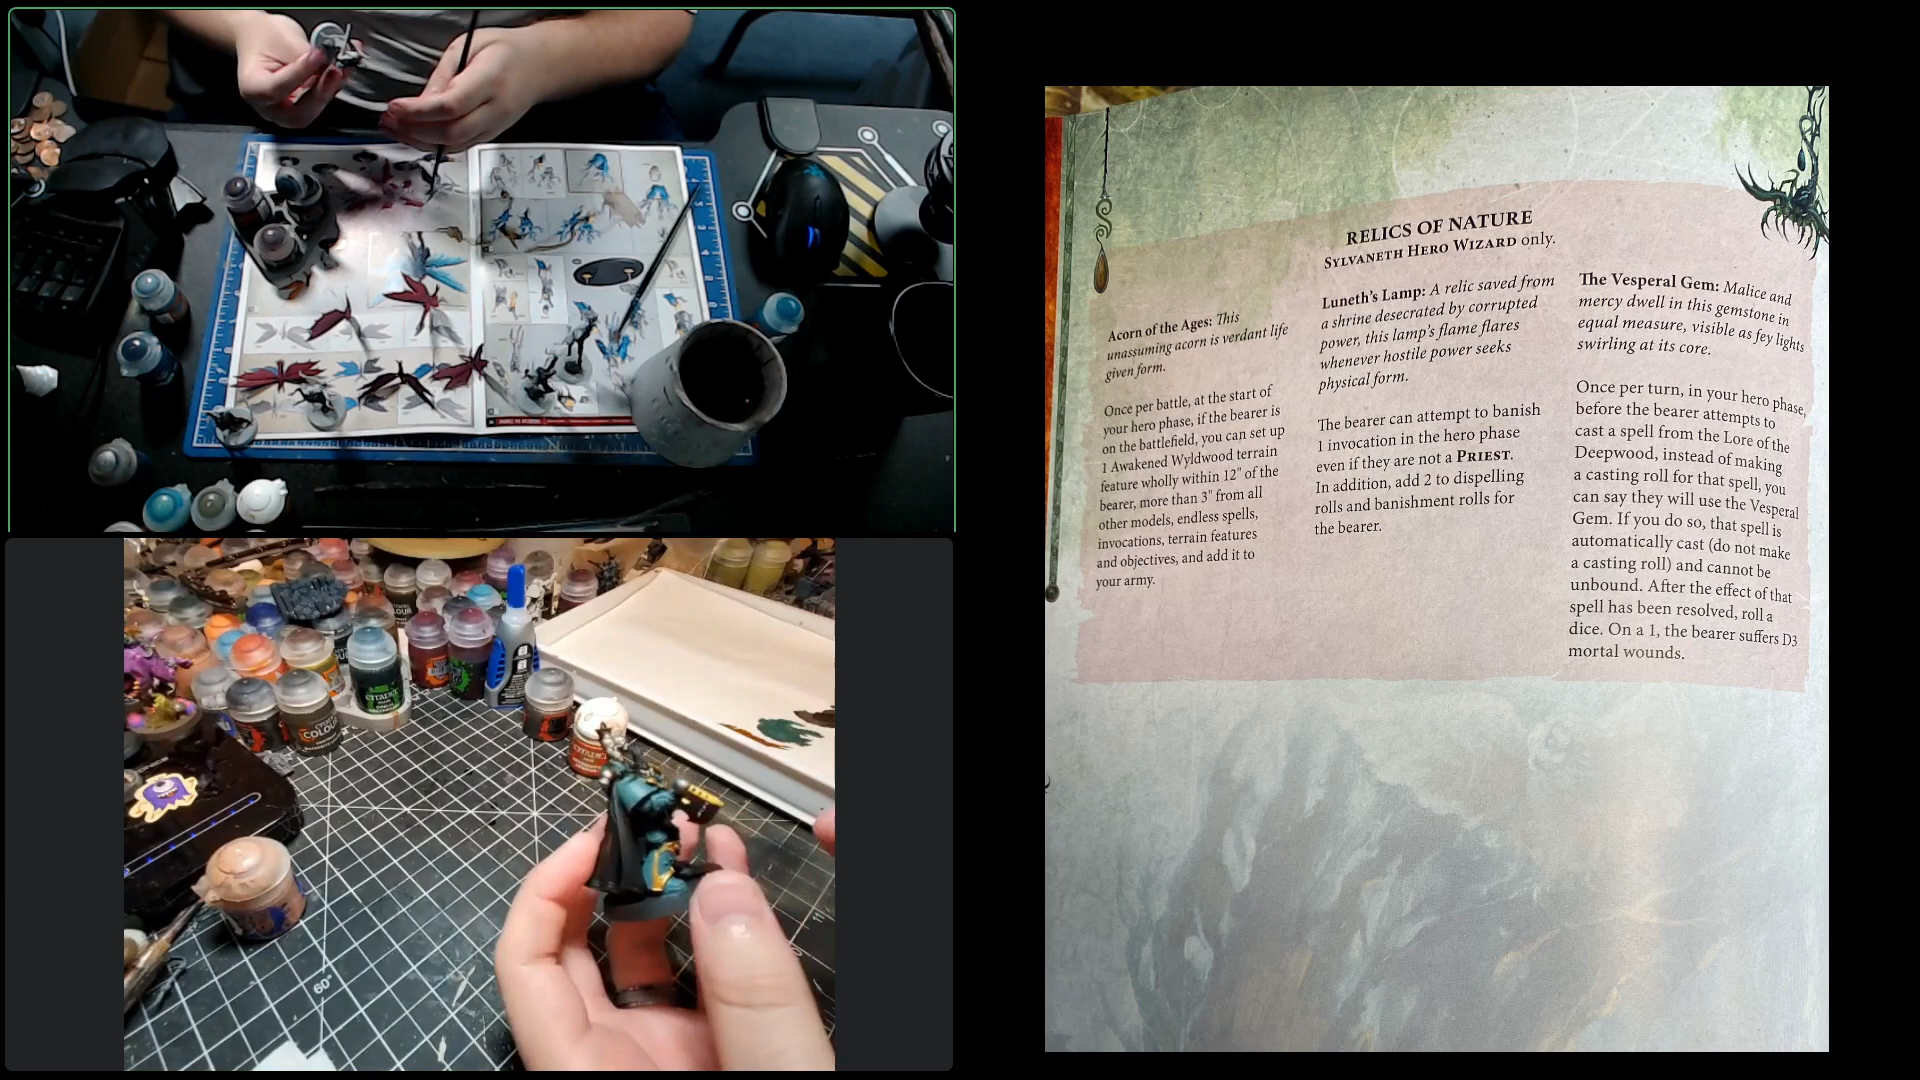 RELICS OF NATURE
SYLVANETH HERO WIZARD only.
Acorn of the Ages: This
unassuming acorn is verdant life
given form.
Once per battle, at the start of
your hero phase, if the bearer is
on the battlefield, you can set up
1 Awakened Wyldwood terrain
feature wholly within 12" of the
bearer, more than 3" from all
other models, endless spells,
invocations, terrain features
and objectives, and add it to
your army.
Luneth's Lamp: A relic saved from
a shrine desecrated by corrupted
power, this lamp's flame flares
whenever hostile power seeks
physical form.
The bearer can attempt to banish
1 invocation in the hero phase
even if they are not a PRIEST.
In addition, add 2 to dispelling
rolls and banishment rolls for
the bearer.
The Vesperal Gem: Malice and
mercy dwell in this gemstone in
equal measure, visible as fey lights
swirling at its core.
Once per turn, in your hero phase,
before the bearer attempts to
cast a spell from the Lore of the
Deepwood, instead of making
a casting roll for that spell, you
can say they will use the Vesperal
Gem. If you do so, that spell is
automatically cast (do not make
a casting roll) and cannot be
unbound. After the effect of that
spell has been resolved, roll a
dice. On a 1, the bearer suffers D3
mortal wounds.
CITADEL
COLOUR
60°